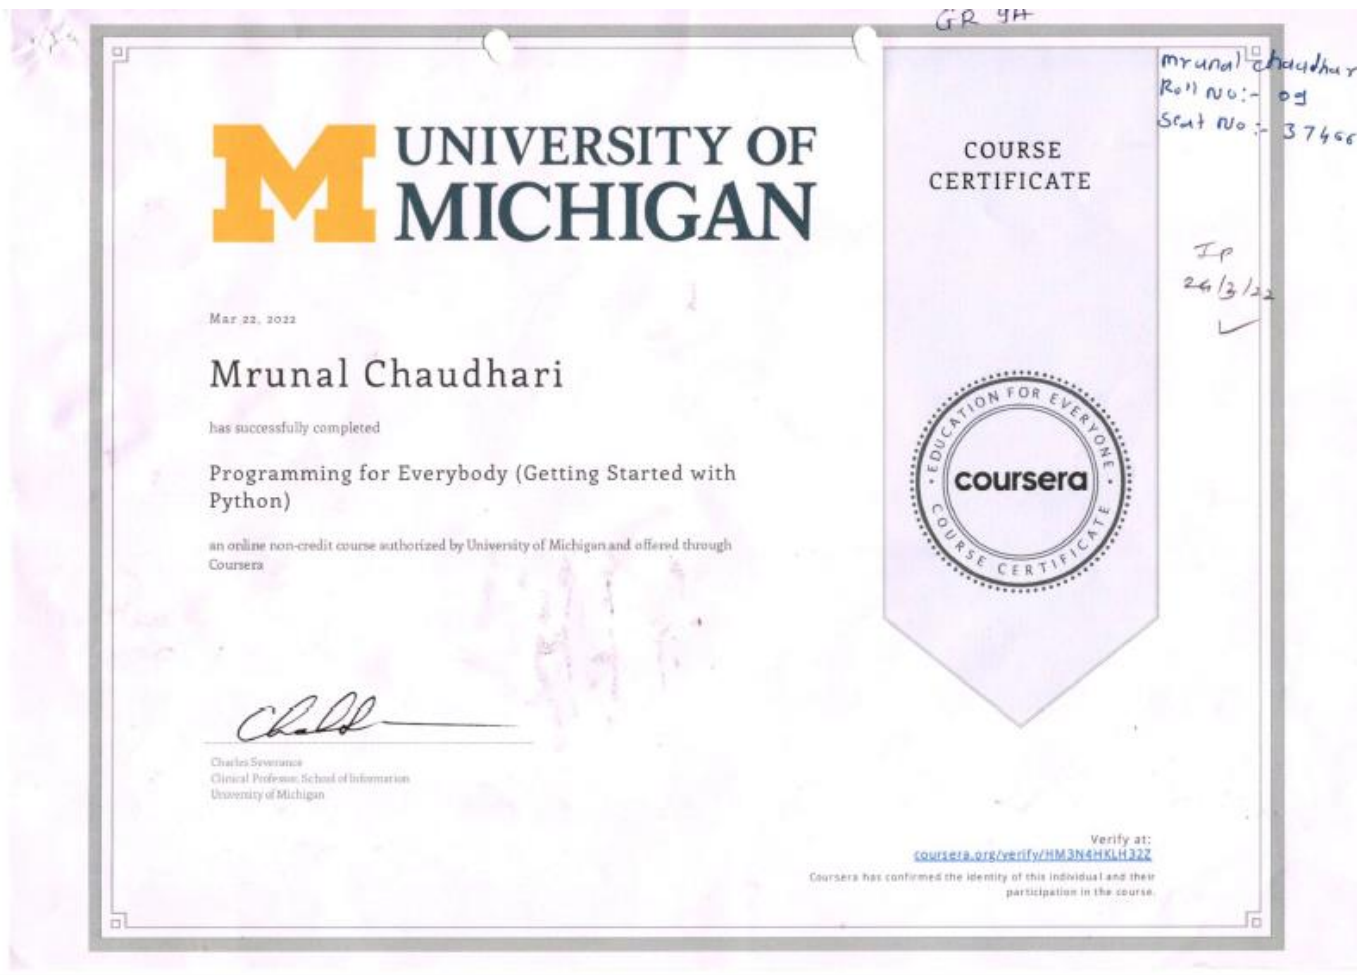 GR 9A
mrunal chaudhar
Roll No:- 09
Seat No :- 37466
UNIVERSITY OF
MICHIGAN
COURSE
CERTIFICATE
Mar 22, 2022
Mrunal Chaudhari
has successfully completed
Programming for Everybody (Getting Started with
Python)
an online non-credit course authorized by University of Michigan and offered through
Coursera
EDUCATION FOR EVERYONE
coursera
COURSE CERTIFICATE
Charles Severance
Clinical Professor, School of Information
University of Michigan
Verify at:
coursera.org/verify/HM3N4HKLH32Z
Coursera has confirmed the identity of this individual and their
participation in the course.